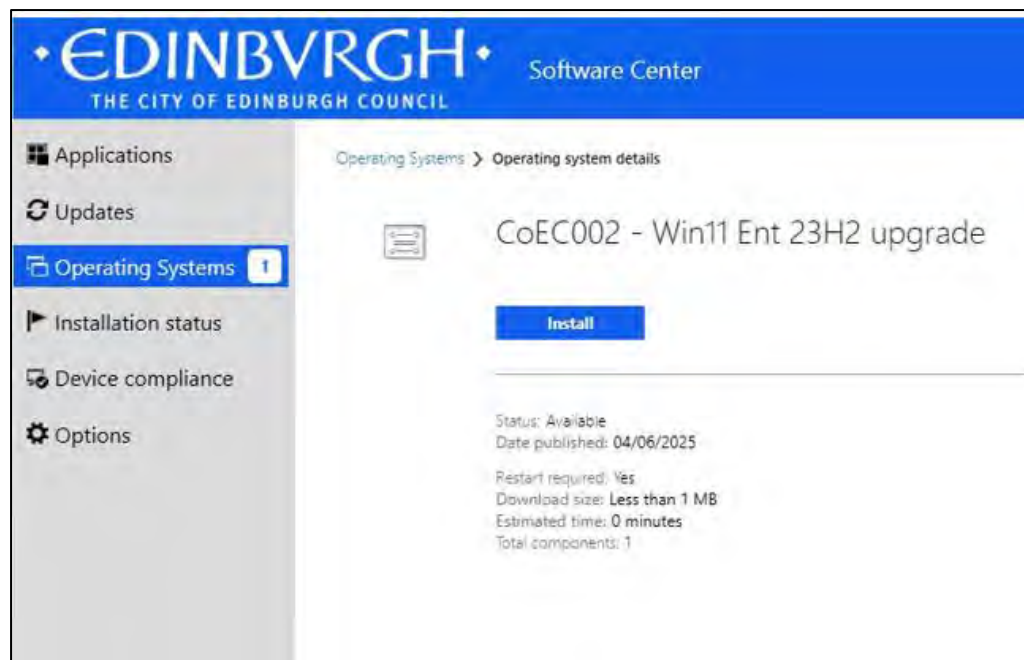 •EDINBVRGH•
THE CITY OF EDINBURGH COUNCIL
Software Center
Applications
Updates
Operating Systems 1
Installation status
Device compliance
Options
Operating Systems > Operating system details
CoEC002 - Win11 Ent 23H2 upgrade
Install
Status: Available
Date published: 04/06/2025
Restart required: Yes
Download size: Less than 1 MB
Estimated time: 0 minutes
Total components: 1